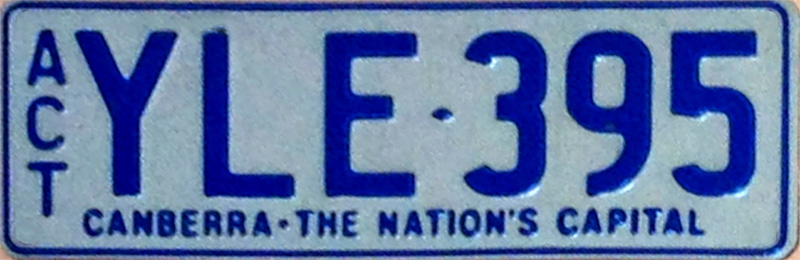 ACT
YLE·395
CANBERRA·THE NATION'S CAPITAL